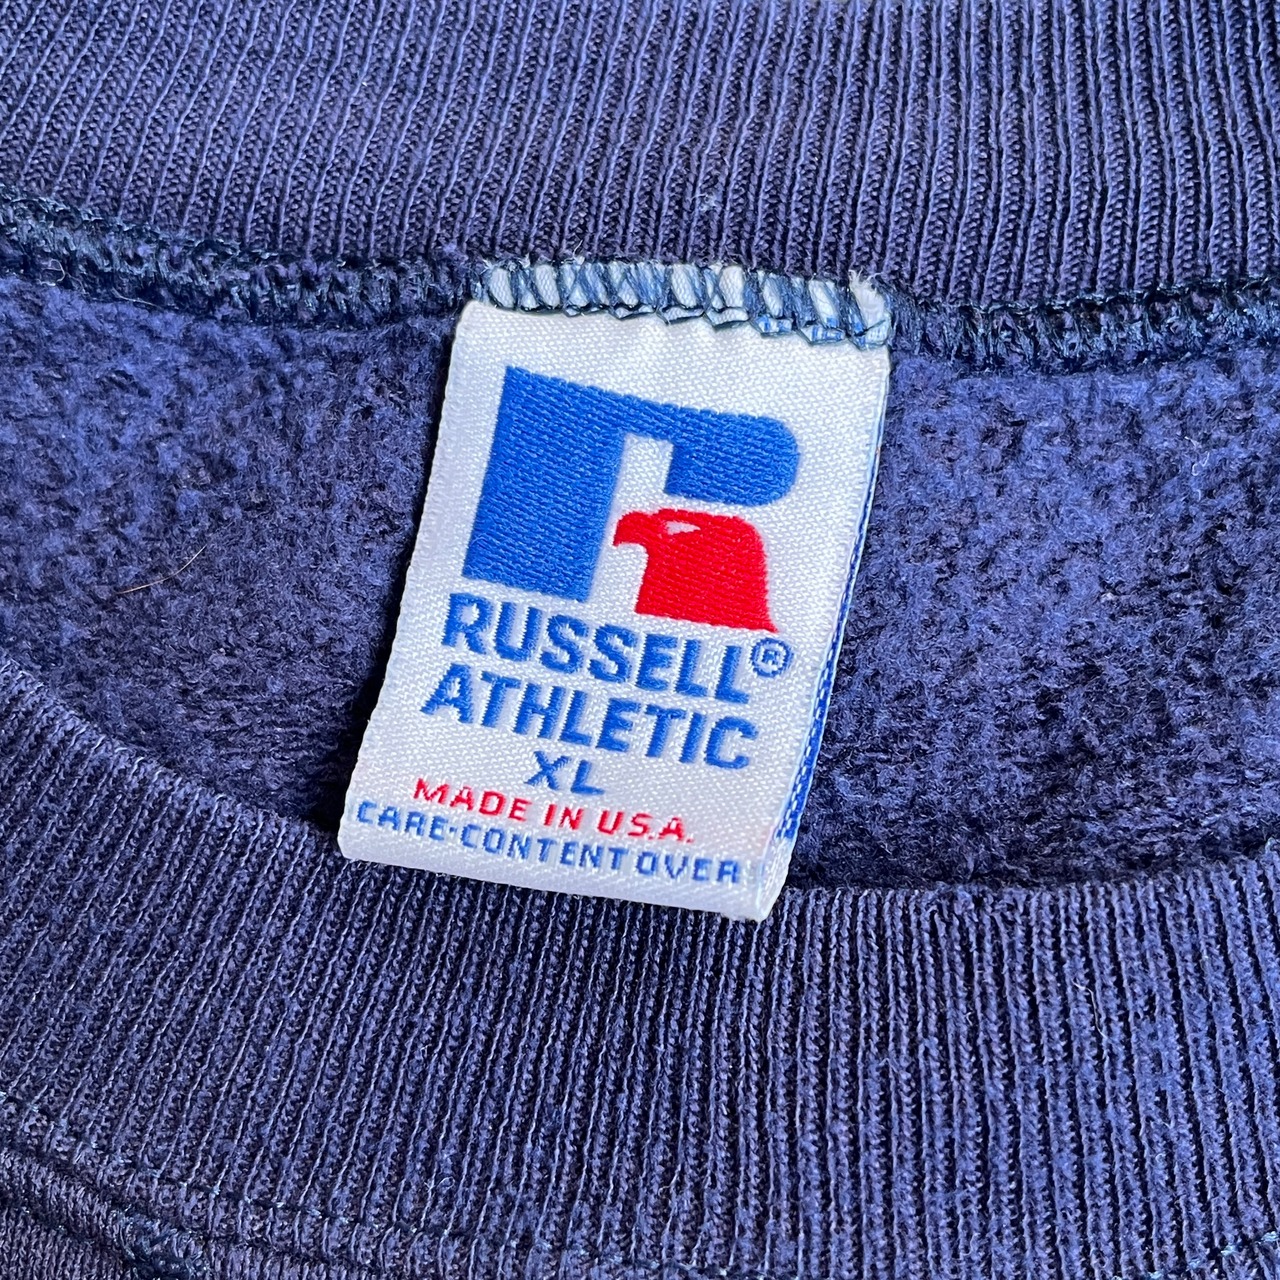 R
RUSSELL®
ATHLETIC
XL
MADE IN U.S.A.
CARE·CONTENT OVER